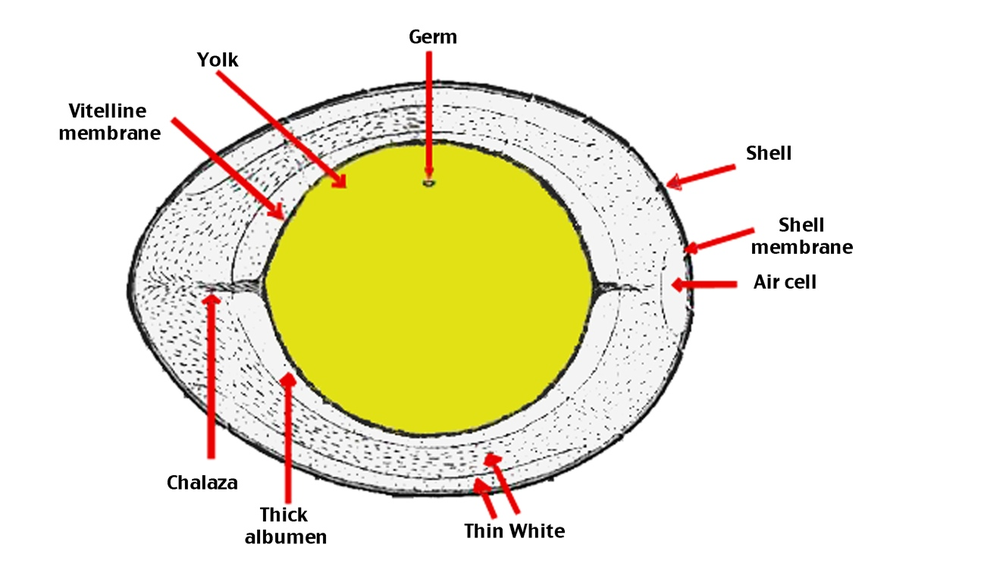 Germ
Yolk
Vitelline
membrane
Shell
Shell
membrane
Air cell
Chalaza
Thick
albumen
Thin White